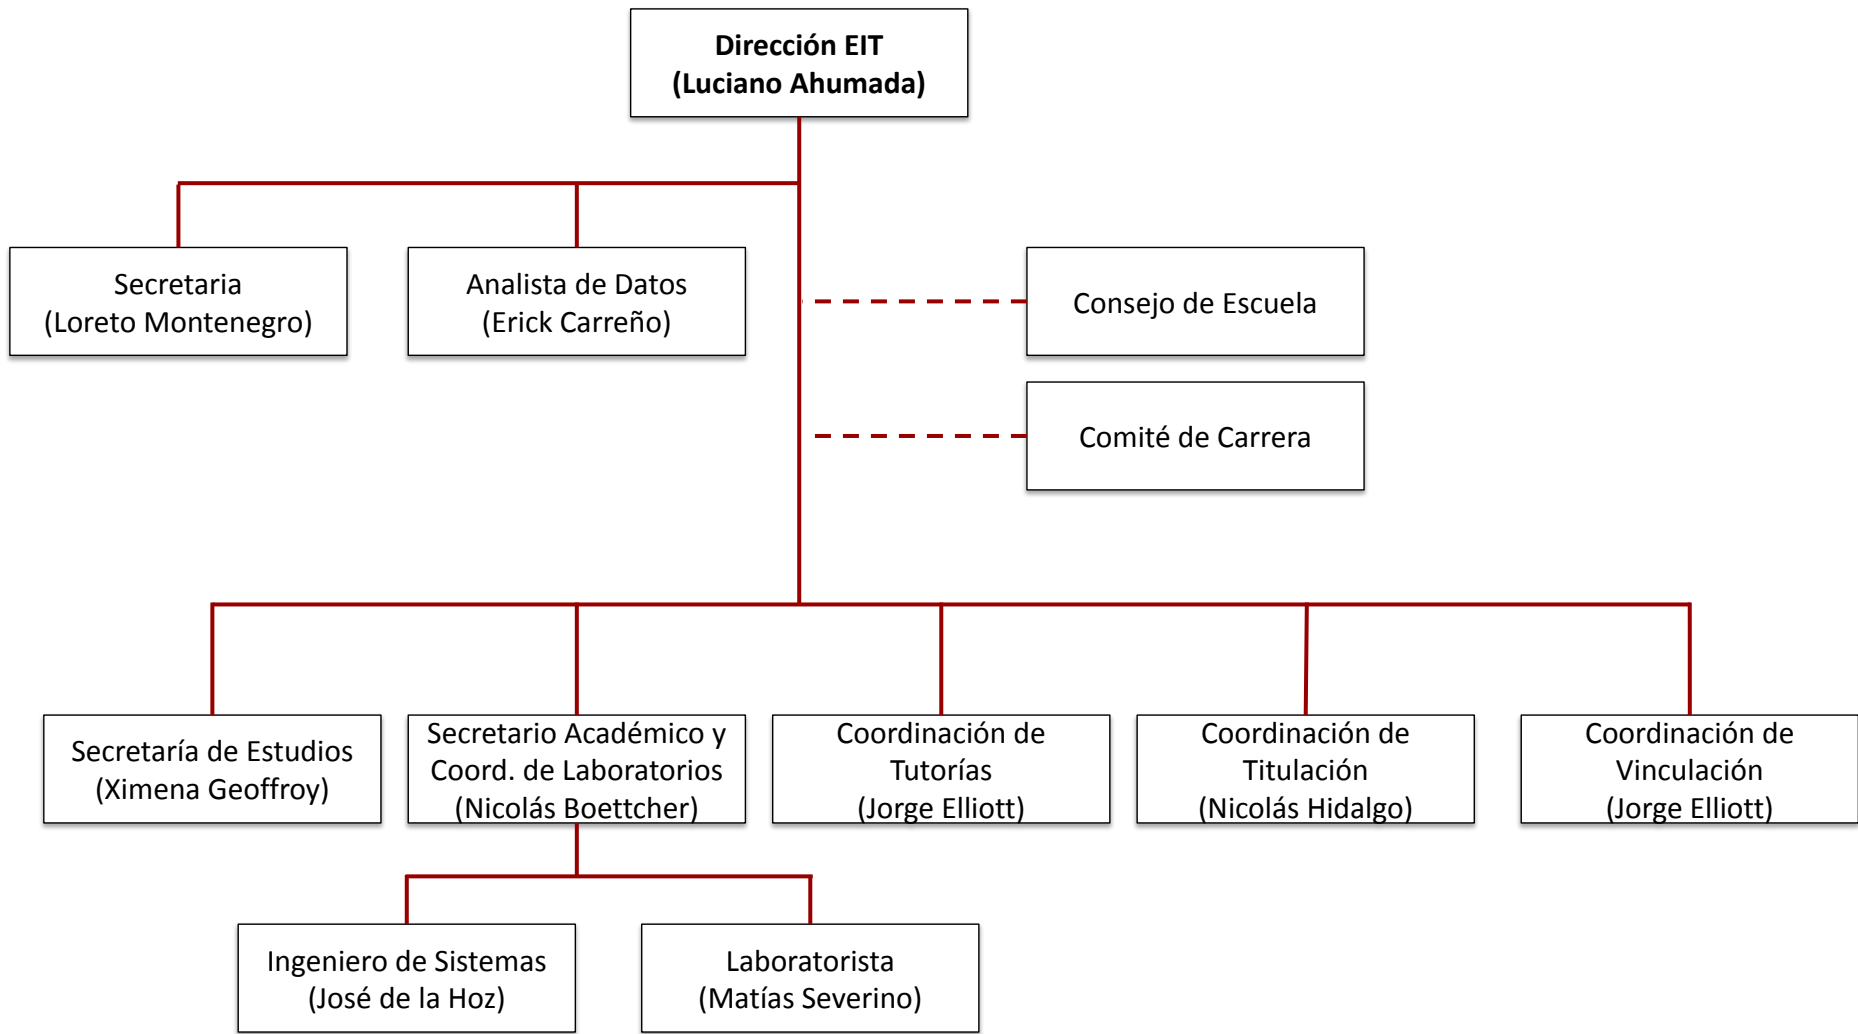 Dirección EIT
(Luciano Ahumada)
Secretaria
(Loreto Montenegro)
Analista de Datos
(Erick Carreño)
Consejo de Escuela
Comité de Carrera
Secretaría de Estudios
(Ximena Geoffroy)
Secretario Académico y
Coord. de Laboratorios
(Nicolás Boettcher)
Coordinación de
Tutorías
(Jorge Elliott)
Coordinación de
Titulación
(Nicolás Hidalgo)
Coordinación de
Vinculación
(Jorge Elliott)
Ingeniero de Sistemas
(José de la Hoz)
Laboratorista
(Matías Severino)